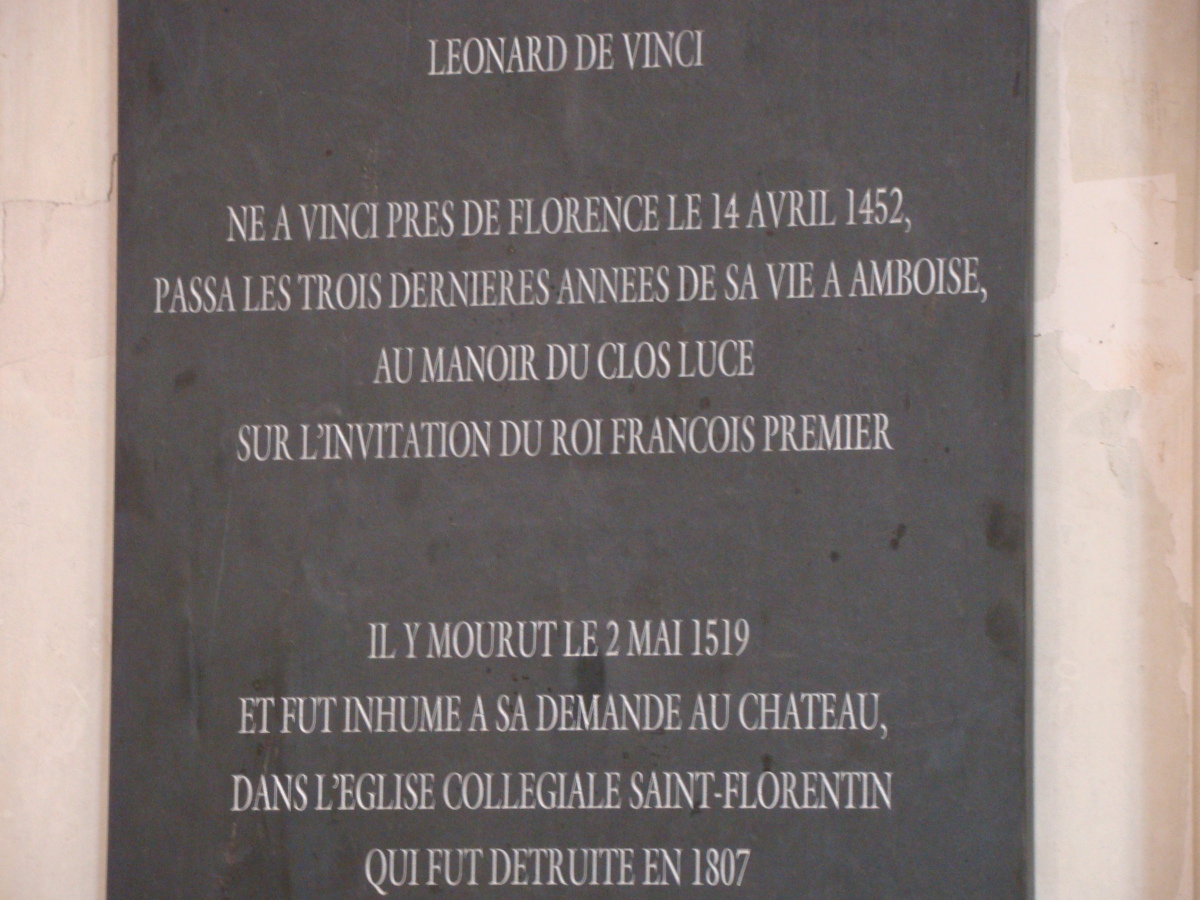 LEONARD DE VINCI
NE A VINCI PRES DE FLORENCE LE 14 AVRIL 1452,
PASSA LES TROIS DERNIERES ANNEES DE SA VIE A AMBOISE,
AU MANOIR DU CLOS LUCE
SUR L'INVITATION DU ROI FRANCOIS PREMIER
IL Y MOURUT LE 2 MAI 1519
ET FUT INHUME A SA DEMANDE AU CHATEAU,
DANS L'EGLISE COLLEGIALE SAINT-FLORENTIN
QUI FUT DETRUITE EN 1807